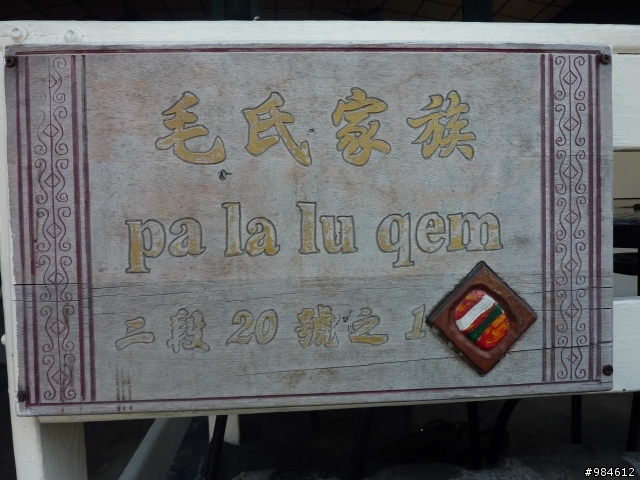 毛氏家族
pa la lu qem
二段 20 號之 1
#984612